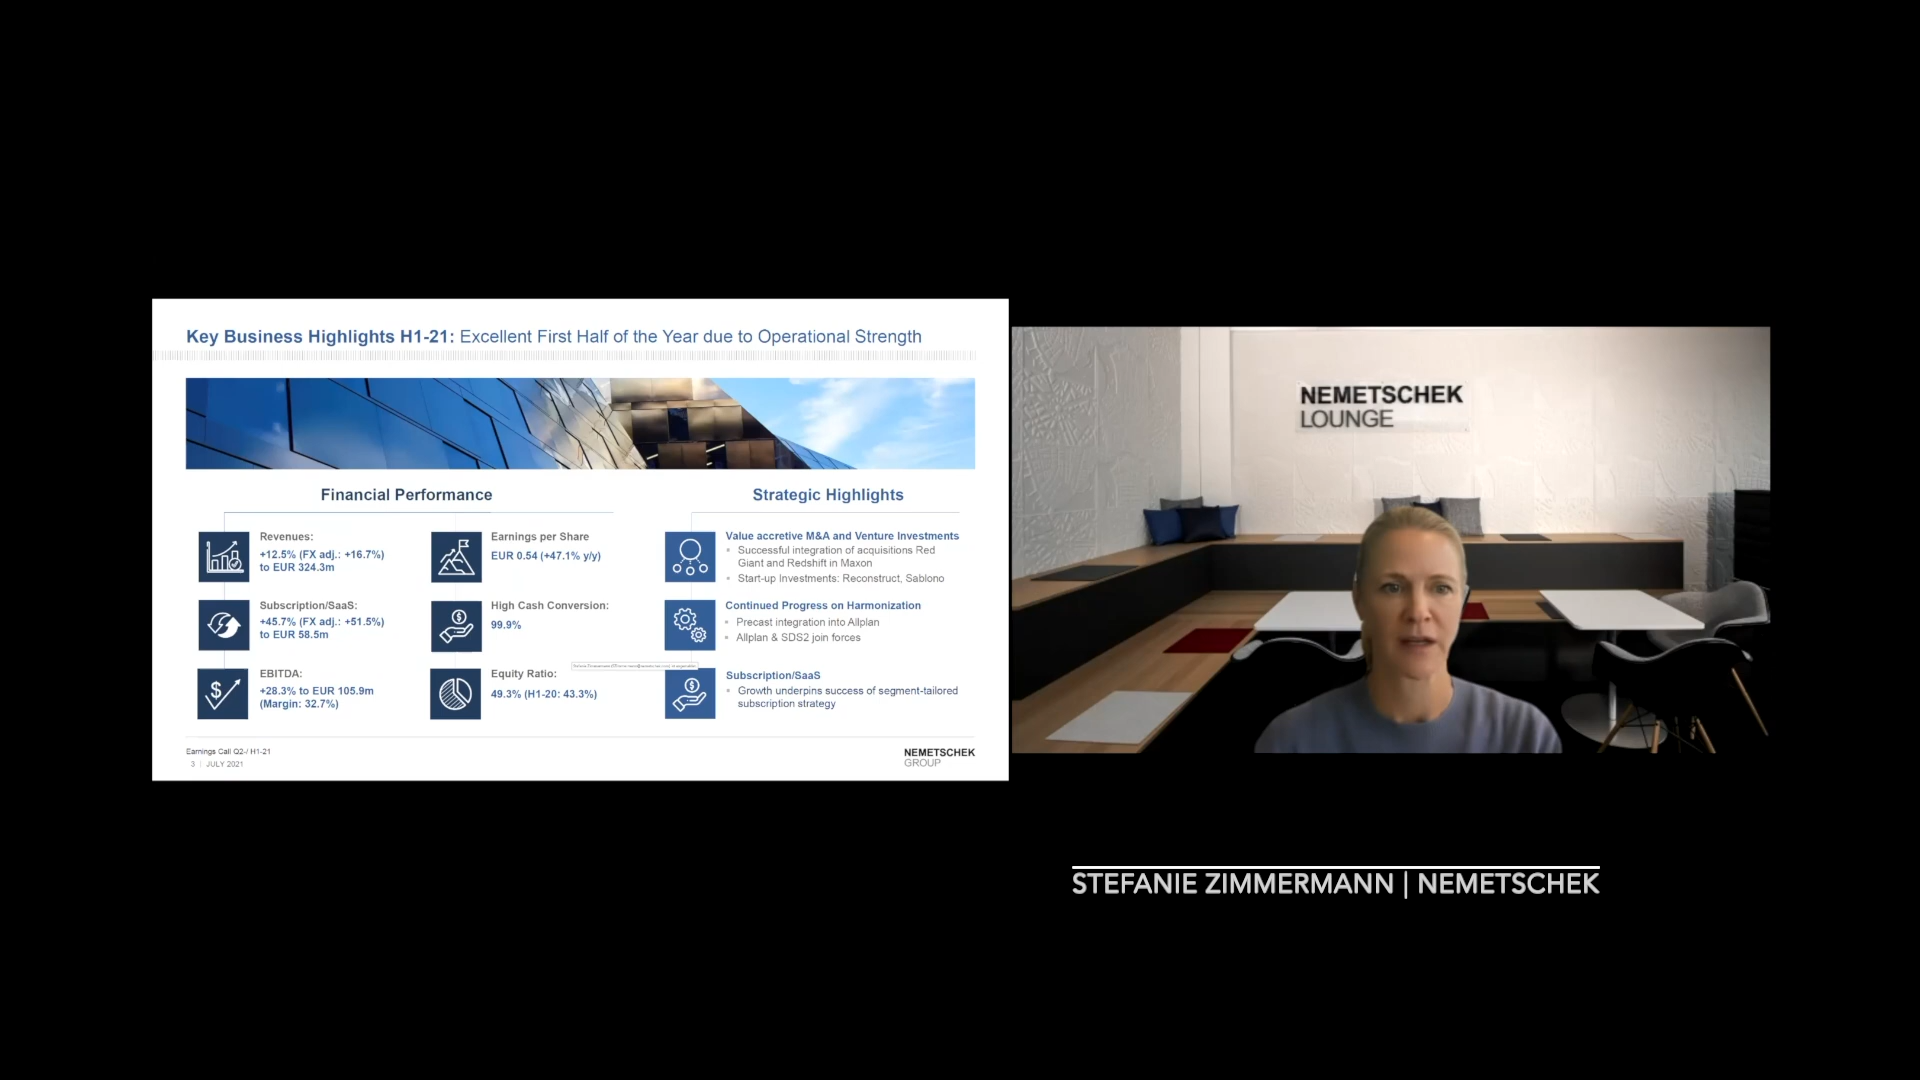 Key Business Highlights H1-21: Excellent First Half of the Year due to Operational Strength
Financial Performance
Revenues:
+12.5% (FX adj.: +16.7%)
to EUR 324.3m
Subscription/SaaS:
+45.7% (FX adj.: +51.5%)
to EUR 58.5m
EBITDA:
+28.3% to EUR 105.9m
(Margin: 32.7%)
Earnings per Share
EUR 0.54 (+47.1% y/y)
High Cash Conversion:
99.9%
Equity Ratio:
49.3% (H1-20: 43.3%)
Strategic Highlights
Value accretive M&A and Venture Investments
Successful integration of acquisitions Red
Giant and Redshift in Maxon
Start-up Investments: Reconstruct, Sablono
Continued Progress on Harmonization
Precast integration into Allplan
Allplan & SDS2 join forces
Subscription/SaaS
Growth underpins success of segment-tailored
subscription strategy
Earnings Call Q2-/ H1-21
3 | JULY 2021
NEMETSCHEK
GROUP
NEMETSCHEK
LOUNGE
STEFANIE ZIMMERMANN | NEMETSCHEK